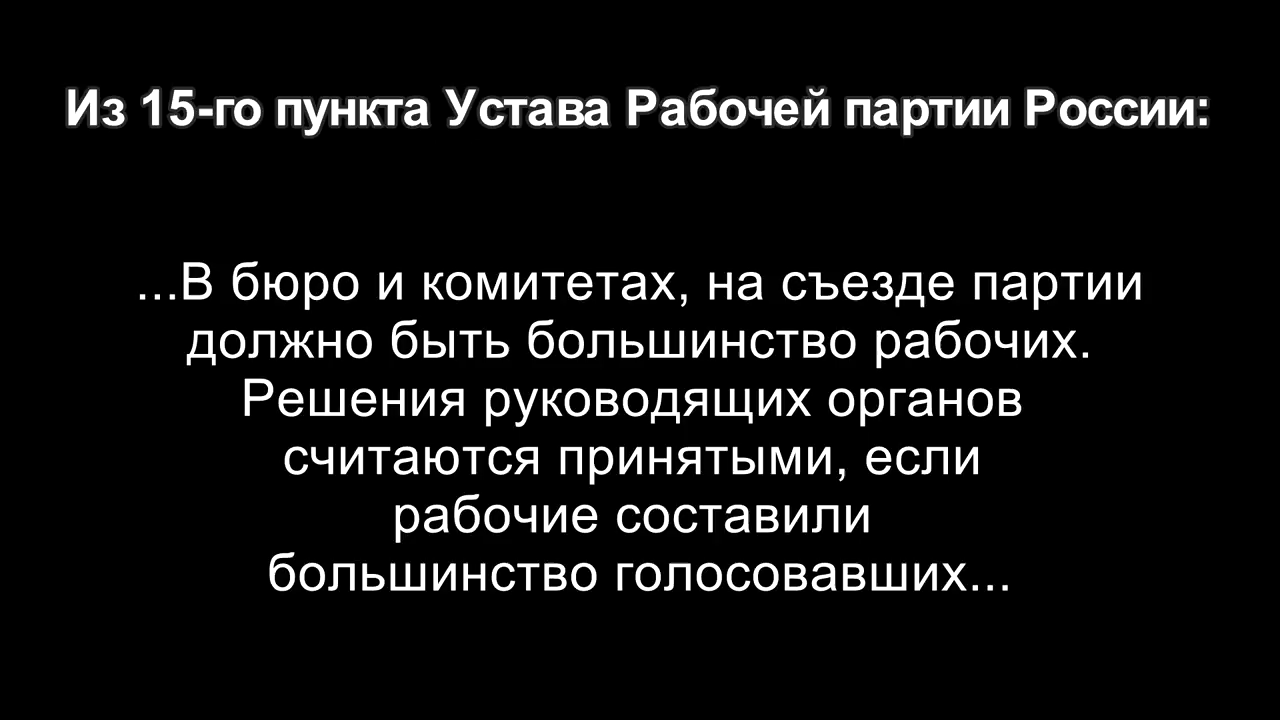 Из 15-го пункта Устава Рабочей партии России:
...В бюро и комитетах, на съезде партии
должно быть большинство рабочих.
Решения руководящих органов
считаются принятыми, если
рабочие составили
большинство голосовавших...